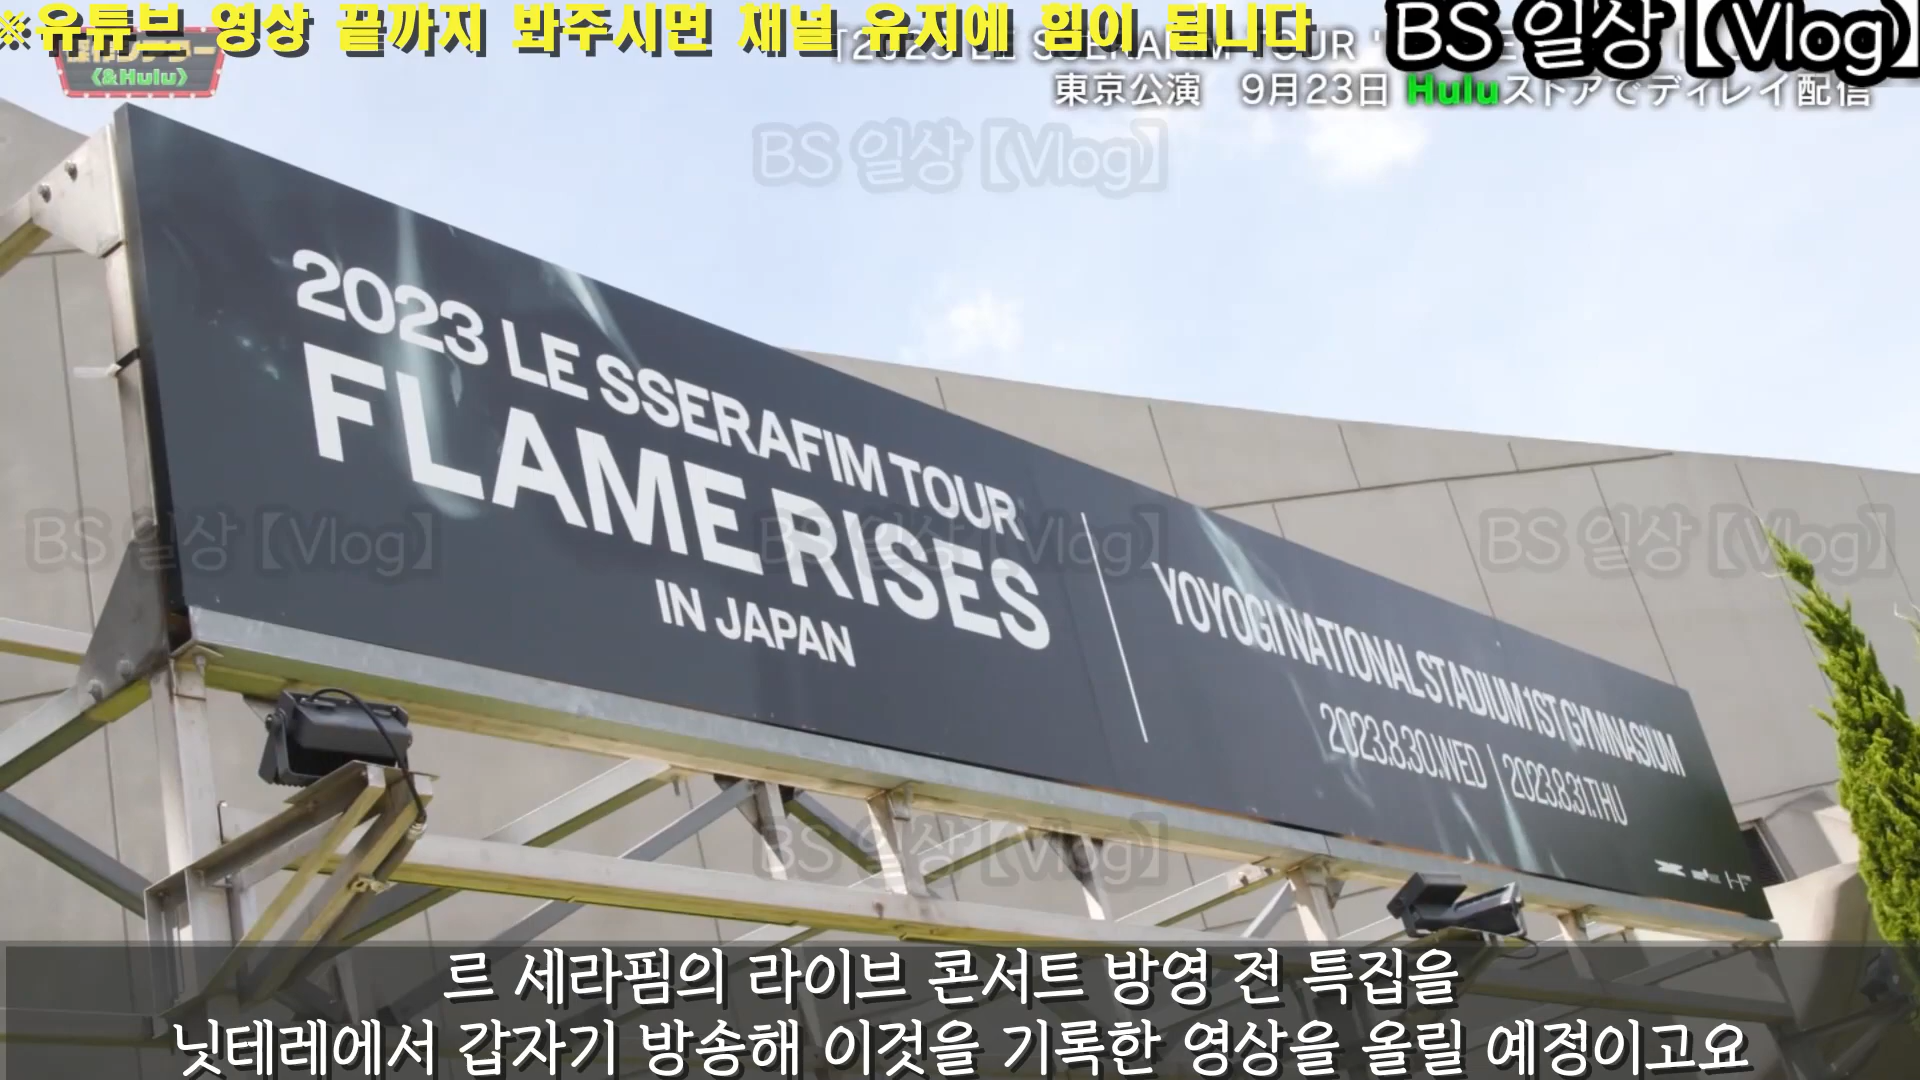 ※유튜브 영상 끝까지 봐주시면 채널 유지에 힘이 됩니다
BS 일상【Vlog】
《&Hulu》
「2023 LE SSERAFIM TOUR
東京公演 9月23日 Huluストアでディレイ配信
BS 일상【Vlog】
2023 LE SSERAFIM TOUR
FLAME RISES
IN JAPAN
YOYOGI NATIONAL STADIUM 1ST GYMNASIUM
2023.8.30.WED | 2023.8.31.THU
BS 일상【Vlog】
BS 일상【Vlog】
BS 일상【Vlog】
BS 일상【Vlog】
르 세라핌의 라이브 콘서트 방영 전 특집을
닛테레에서 갑자기 방송해 이것을 기록한 영상을 올릴 예정이고요